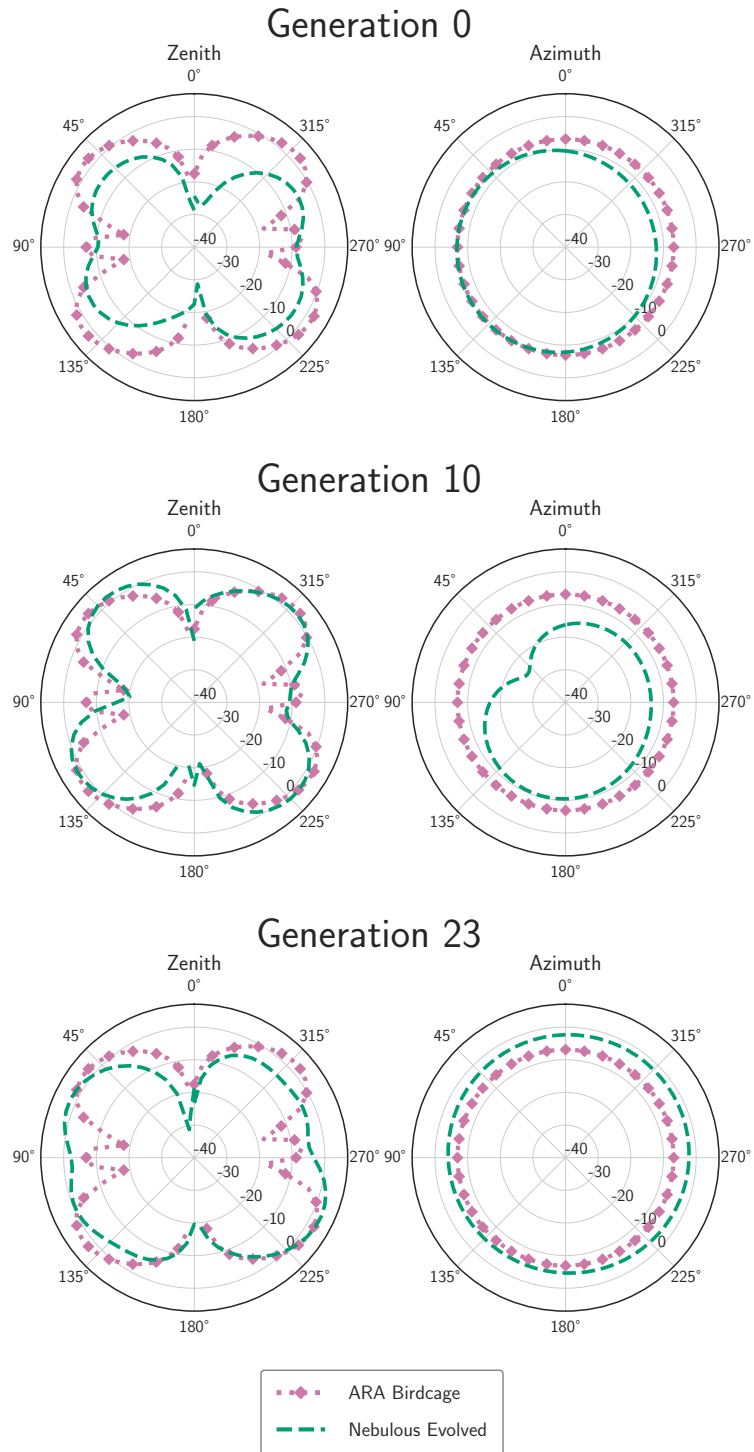 Generation 0
Zenith Azimuth
0° 0°
45° 315° 45° 315°
90° -40 270° 90° -40 270°
-30 -30
-20 -20
-10 -10
0 0
135° 225° 135° 225°
180° 180°
Generation 10
Zenith Azimuth
0° 0°
45° 315° 45° 315°
90° -40 270° 90° -40 270°
-30 -30
-20 -20
-10 -10
0 0
135° 225° 135° 225°
180° 180°
Generation 23
Zenith Azimuth
0° 0°
45° 315° 45° 315°
90° -40 270° 90° -40 270°
-30 -30
-20 -20
-10 -10
0 0
135° 225° 135° 225°
180° 180°
ARA Birdcage
Nebulous Evolved